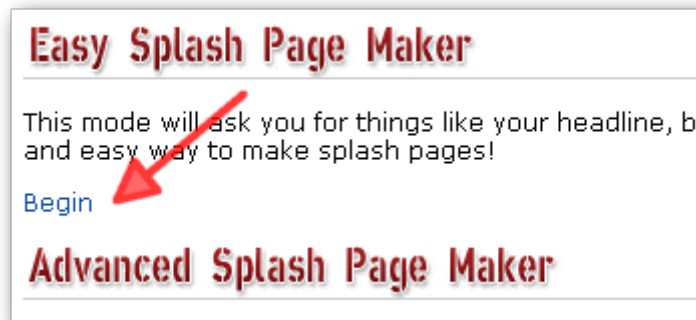 Easy Splash Page Maker
This mode will ask you for things like your headline, b
and easy way to make splash pages!
Begin
Advanced Splash Page Maker